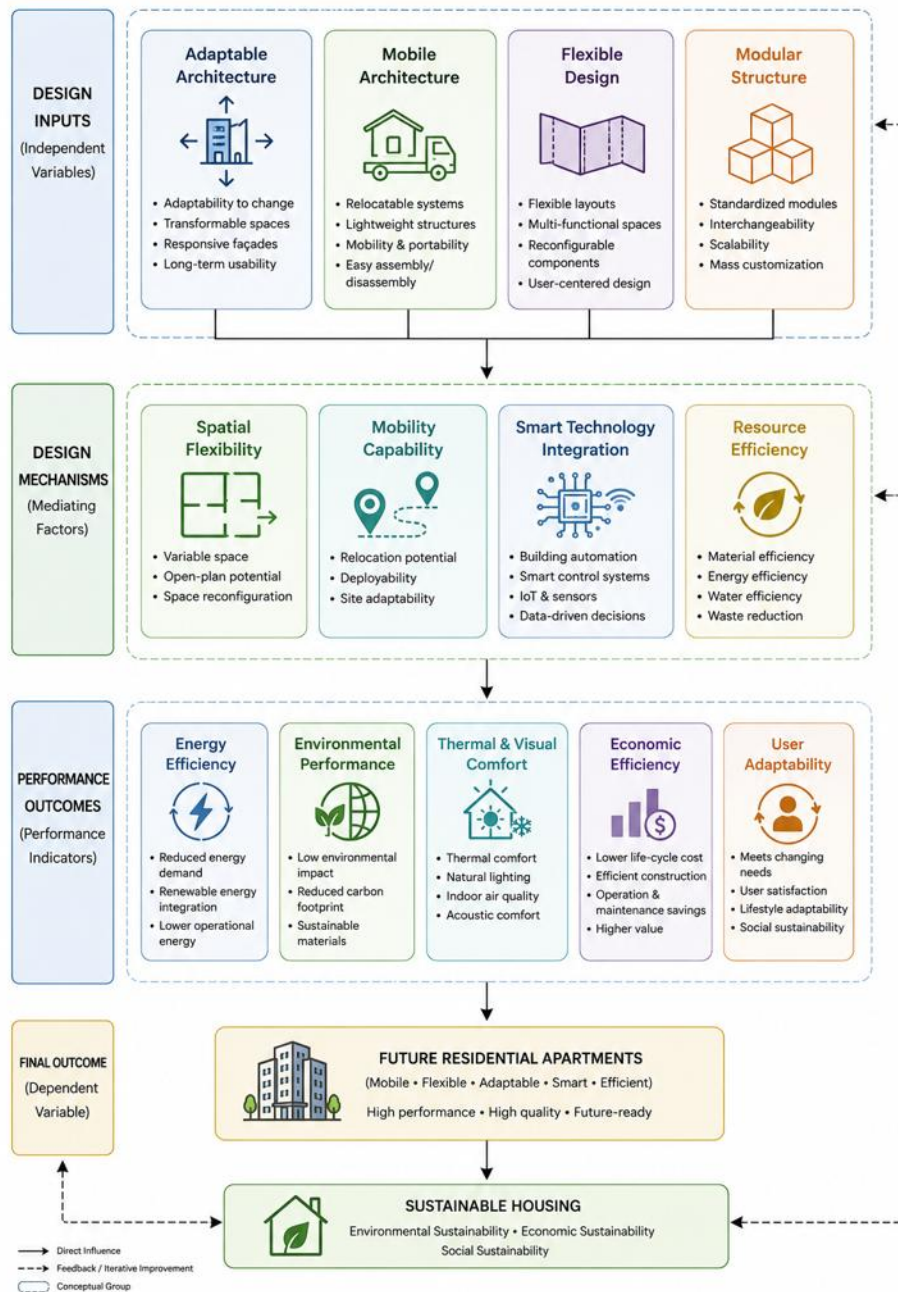 DESIGN
INPUTS
(Independent
Variables)
Adaptable
Architecture
• Adaptability to change
• Transformable spaces
• Responsive façades
• Long-term usability
Mobile
Architecture
• Relocatable systems
• Lightweight structures
• Mobility & portability
• Easy assembly/
disassembly
Flexible
Design
• Flexible layouts
• Multi-functional spaces
• Reconfigurable
components
• User-centered design
Modular
Structure
• Standardized modules
• Interchangeability
• Scalability
• Mass customization
DESIGN
MECHANISMS
(Mediating
Factors)
Spatial
Flexibility
• Variable space
• Open-plan potential
• Space reconfiguration
Mobility
Capability
• Relocation potential
• Deployability
• Site adaptability
Smart Technology
Integration
• Building automation
• Smart control systems
• IoT & sensors
• Data-driven decisions
Resource
Efficiency
• Material efficiency
• Energy efficiency
• Water efficiency
• Waste reduction
PERFORMANCE
OUTCOMES
(Performance
Indicators)
Energy
Efficiency
• Reduced energy
demand
• Renewable energy
integration
• Lower operational
energy
Environmental
Performance
• Low environmental
impact
• Reduced carbon
footprint
• Sustainable
materials
Thermal & Visual
Comfort
• Thermal comfort
• Natural lighting
• Indoor air quality
• Acoustic comfort
Economic
Efficiency
$
• Lower life-cycle cost
• Efficient construction
• Operation &
maintenance savings
• Higher value
User
Adaptability
• Meets changing
needs
• User satisfaction
• Lifestyle adaptability
• Social sustainability
FINAL OUTCOME
(Dependent
Variable)
FUTURE RESIDENTIAL APARTMENTS
(Mobile • Flexible • Adaptable • Smart • Efficient)
High performance • High quality • Future-ready
SUSTAINABLE HOUSING
Environmental Sustainability • Economic Sustainability
Social Sustainability
Direct Influence
Feedback / Iterative Improvement
Conceptual Group